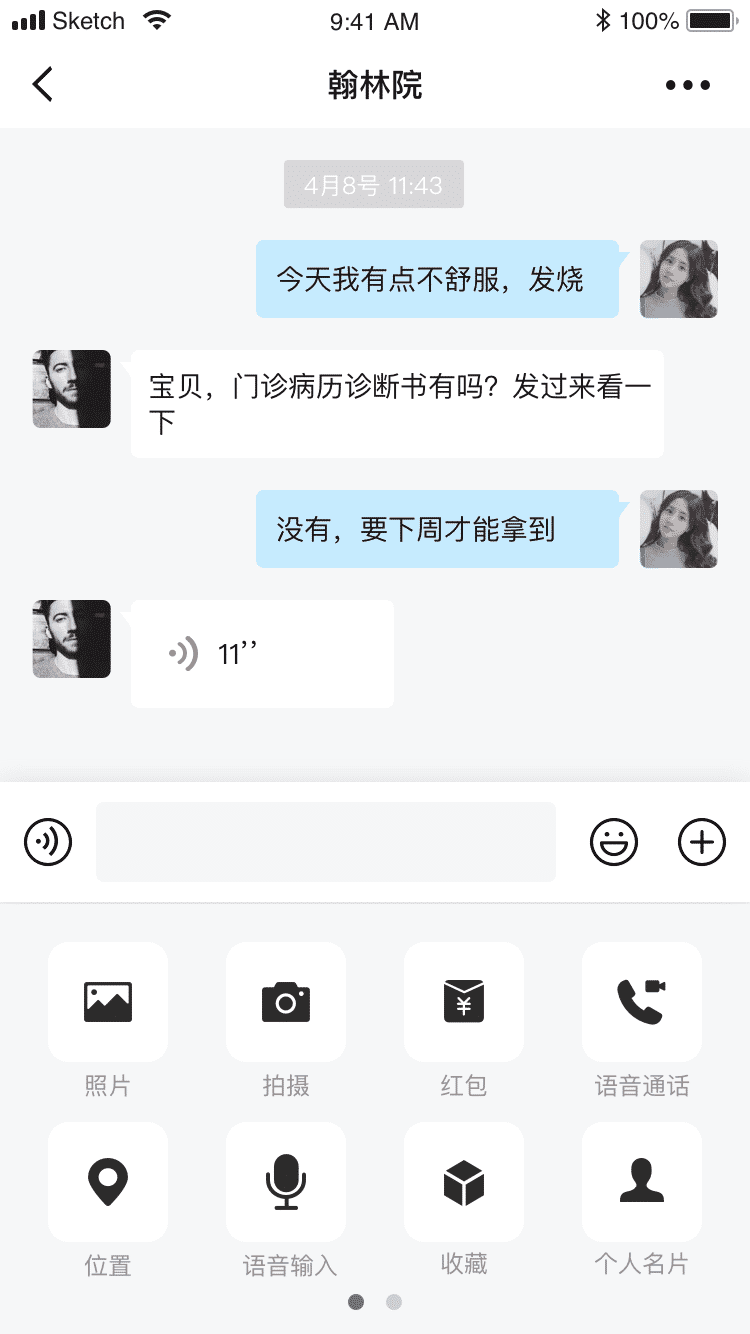 Sketch 9:41 AM 100%
翰林院
4月8号 11:43
今天我有点不舒服，发烧
宝贝，门诊病历诊断书有吗？发过来看一
下
没有，要下周才能拿到
11’’
照片 拍摄 红包 语音通话
位置 语音输入 收藏 个人名片